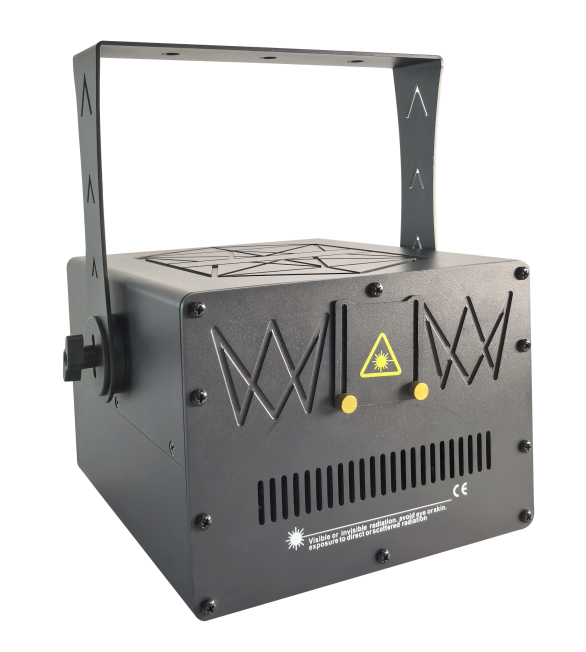 CE
Visible or invisible radiation, avoid eye or skin.
exposure to direct or scattered radiation